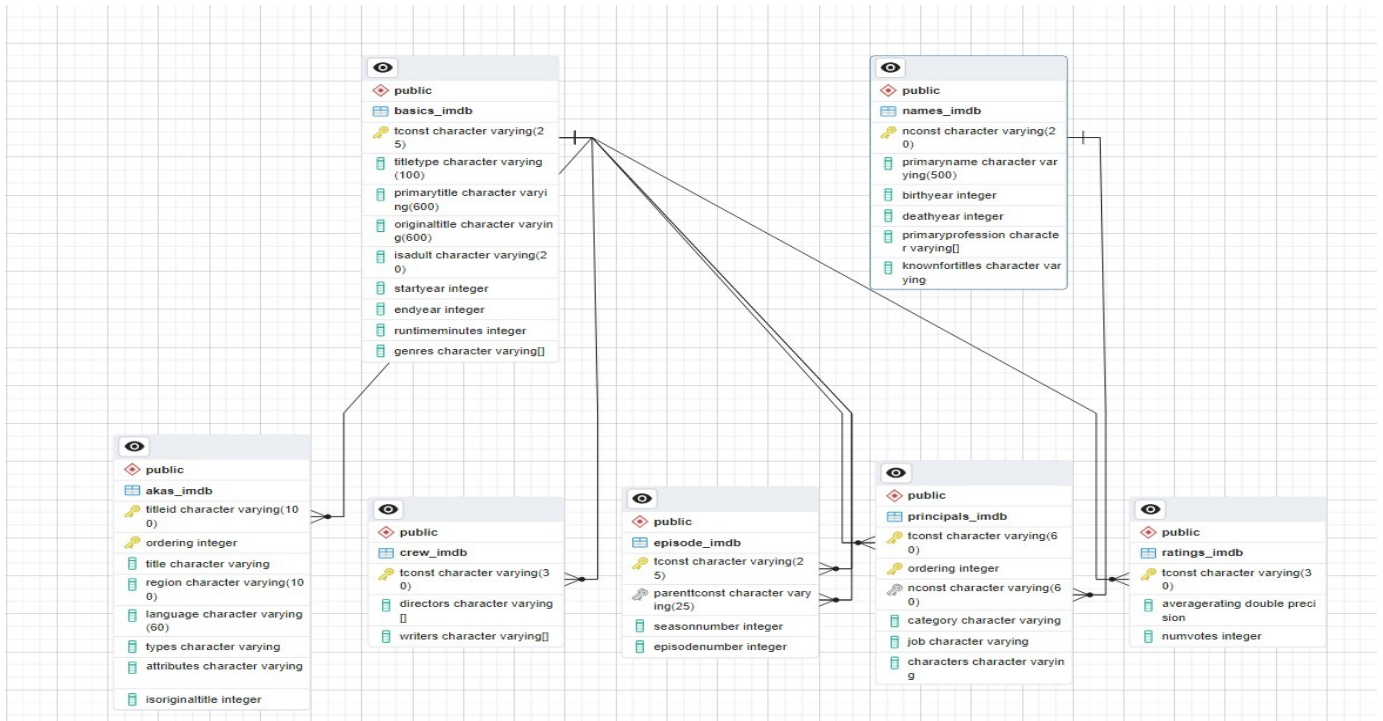 public
basics_imdb
tconst character varying(2
5)
titletype character varying
(100)
primarytitle character varyi
ng(600)
originaltitle character varyin
g(600)
isadult character varying(2
0)
startyear integer
endyear integer
runtimeminutes integer
genres character varying[]
public
names_imdb
nconst character varying(2
0)
primaryname character var
ying(500)
birthyear integer
deathyear integer
primaryprofession characte
r varying[]
knownfortitles character var
ying
public
akas_imdb
titleid character varying(10
0)
ordering integer
title character varying
region character varying(10
0)
language character varying
(60)
types character varying
attributes character varying
isoriginaltitle integer
public
crew_imdb
tconst character varying(3
0)
directors character varying
[]
writers character varying[]
public
episode_imdb
tconst character varying(2
5)
parenttconst character vary
ing(25)
seasonnumber integer
episodenumber integer
public
principals_imdb
tconst character varying(6
0)
ordering integer
nconst character varying(6
0)
category character varying
job character varying
characters character varyin
g
public
ratings_imdb
tconst character varying(3
0)
averagerating double preci
sion
numvotes integer